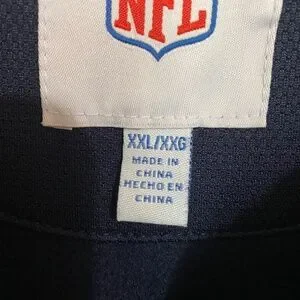 NFL
XXL/XXG
MADE IN
CHINA
HECHO EN
CHINA